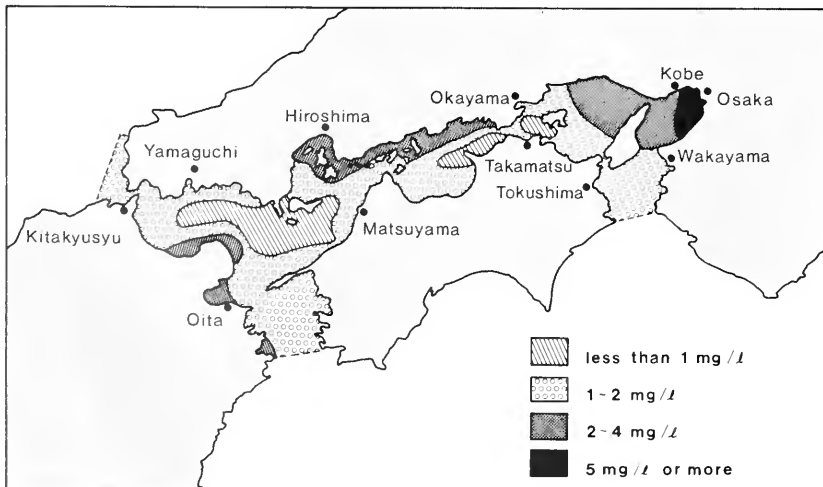 Kobe
Osaka
Okayama
Hiroshima
Yamaguchi
Takamatsu
Wakayama
Tokushima
Matsuyama
Kitakyusyu
Oita
less than 1 mg/ℓ
1~2 mg/ℓ
2~4 mg/ℓ
5 mg/ℓ or more